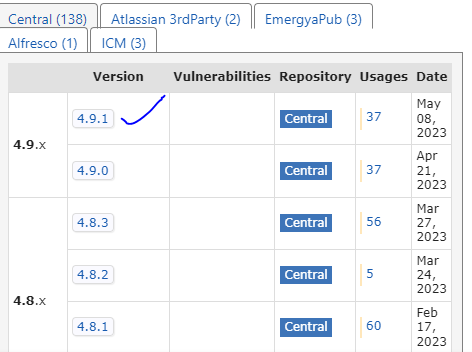 Central (138) Atlassian 3rdParty (2) EmergyaPub (3)
Alfresco (1) ICM (3)
Version Vulnerabilities Repository Usages Date
4.9.x
4.9.1 Central 37 May 08, 2023
4.9.0 Central 37 Apr 21, 2023
4.8.x
4.8.3 Central 56 Mar 27, 2023
4.8.2 Central 5 Mar 24, 2023
4.8.1 Central 60 Feb 17, 2023